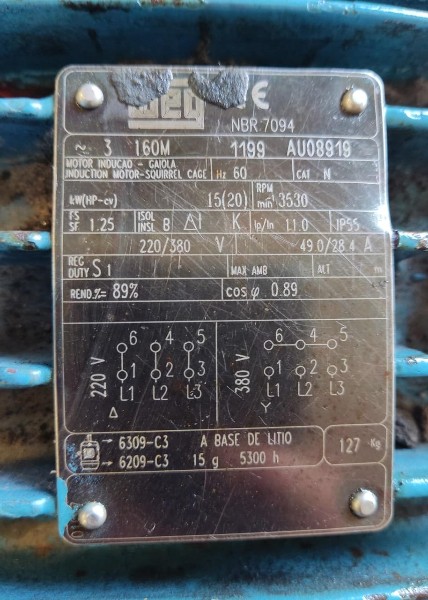 WEG CE
NBR 7094
~ 3 160M 1199 AU08919
MOTOR INDUCAO - GAIOLA
INDUCTION MOTOR-SQUIRREL CAGE Hz 60 CAT N
kW(HP-cv) 15(20) RPM min⁻¹ 3530
FS
SF 1.25 ISOL
INSL B Δt K Ip/In 11.0 IP55
220/380 V 49.0/28.4 A
REG
DUTY S1 MAX AMB ALT m
REND.%= 89% cos φ 0.89
220 V 6 4 5 380 V 6 4 5
1 2 3 1 2 3
L1 L2 L3 L1 L2 L3
Δ Y
6309-C3 A BASE DE LITIO 127 Kg
6209-C3 15 g 5300 h